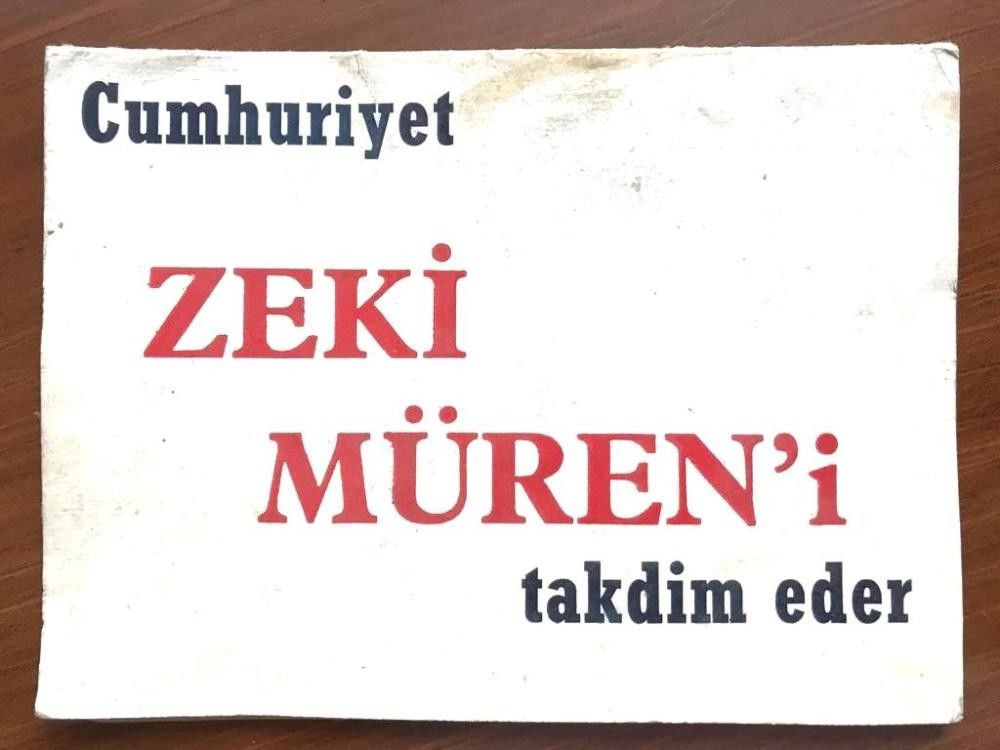 Cumhuriyet
ZEKİ
MÜREN'i
takdim eder